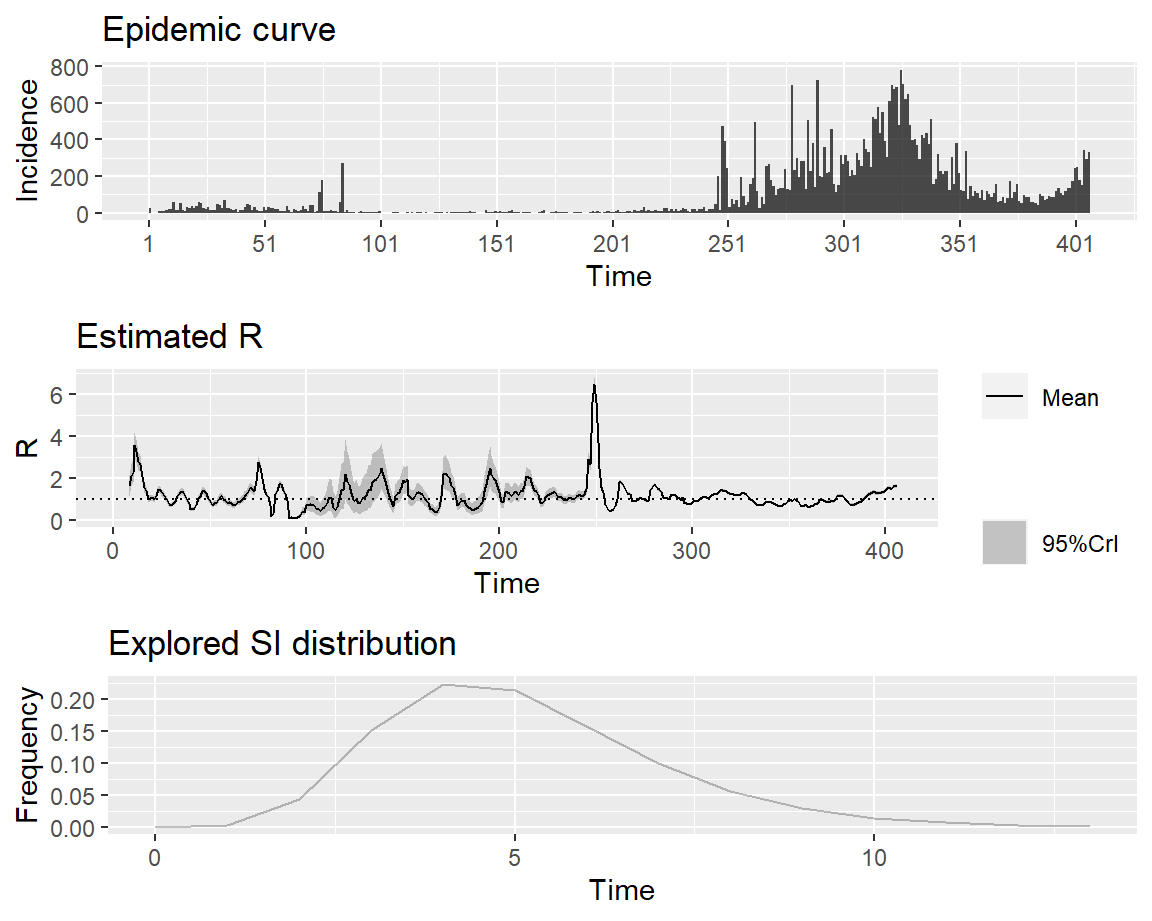 Epidemic curve
800
600
400
200
0
Incidence
1 51 101 151 201 251 301 351 401
Time
Estimated R
6
4
2
0
R
0 100 200 300 400
Time
Mean
95%CrI
Explored SI distribution
0.20
0.15
0.10
0.05
0.00
Frequency
0 5 10
Time